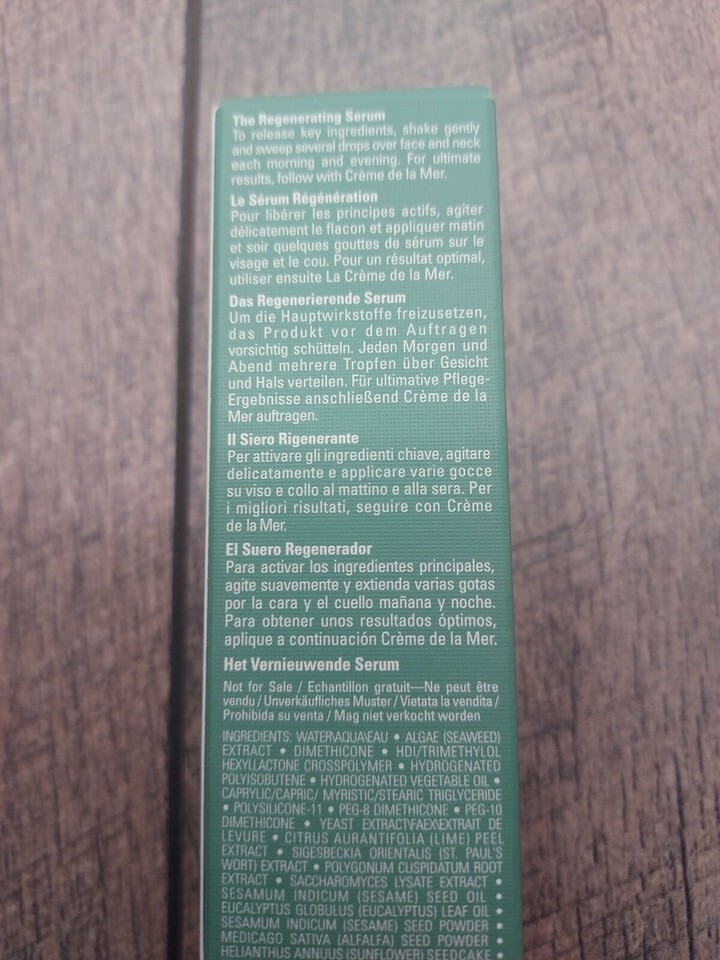 The Regenerating Serum
To release key ingredients, shake gently
and sweep several drops over face and neck
each morning and evening. For ultimate
results, follow with Crème de la Mer.
Le Sérum Régénération
Pour libérer les principes actifs, agiter
délicatement le flacon et appliquer matin
et soir quelques gouttes de sérum sur le
visage et le cou. Pour un résultat optimal,
utiliser ensuite La Crème de la Mer.
Das Regenerierende Serum
Um die Hauptwirkstoffe freizusetzen,
das Produkt vor dem Auftragen
vorsichtig schütteln. Jeden Morgen und
Abend mehrere Tropfen über Gesicht
und Hals verteilen. Für ultimative Pflege-
Ergebnisse anschließend Crème de la
Mer auftragen.
Il Siero Rigenerante
Per attivare gli ingredienti chiave, agitare
delicatamente e applicare varie gocce
su viso e collo al mattino e alla sera. Per
i migliori risultati, seguire con Crème
de la Mer.
El Suero Regenerador
Para activar los ingredientes principales,
agite suavemente y extienda varias gotas
por la cara y el cuello mañana y noche.
Para obtener unos resultados óptimos,
aplique a continuación Crème de la Mer.
Het Vernieuwende Serum
Not for Sale / Echantillon gratuit—Ne peut être
vendu / Unverkäufliches Muster / Vietata la vendita /
Prohibida su venta / Mag niet verkocht worden
INGREDIENTS: WATER\AQUA\EAU • ALGAE (SEAWEED)
EXTRACT • DIMETHICONE • HDI/TRIMETHYLOL
HEXYLLACTONE CROSSPOLYMER • HYDROGENATED
POLYISOBUTENE • HYDROGENATED VEGETABLE OIL •
CAPRYLIC/CAPRIC/ MYRISTIC/STEARIC TRIGLYCERIDE
• POLYSILICONE-11 • PEG-8 DIMETHICONE • PEG-10
DIMETHICONE • YEAST EXTRACT\FAEX\EXTRAIT DE
LEVURE • CITRUS AURANTIFOLIA (LIME) PEEL
EXTRACT • SIGESBECKIA ORIENTALIS (ST. PAUL'S
WORT) EXTRACT • POLYGONUM CUSPIDATUM ROOT
EXTRACT • SACCHAROMYCES LYSATE EXTRACT •
SESAMUM INDICUM (SESAME) SEED OIL •
EUCALYPTUS GLOBULUS (EUCALYPTUS) LEAF OIL •
SESAMUM INDICUM (SESAME) SEED POWDER •
MEDICAGO SATIVA (ALFALFA) SEED POWDER •
HELIANTHUS ANNUUS (SUNFLOWER) SEEDCAKE •